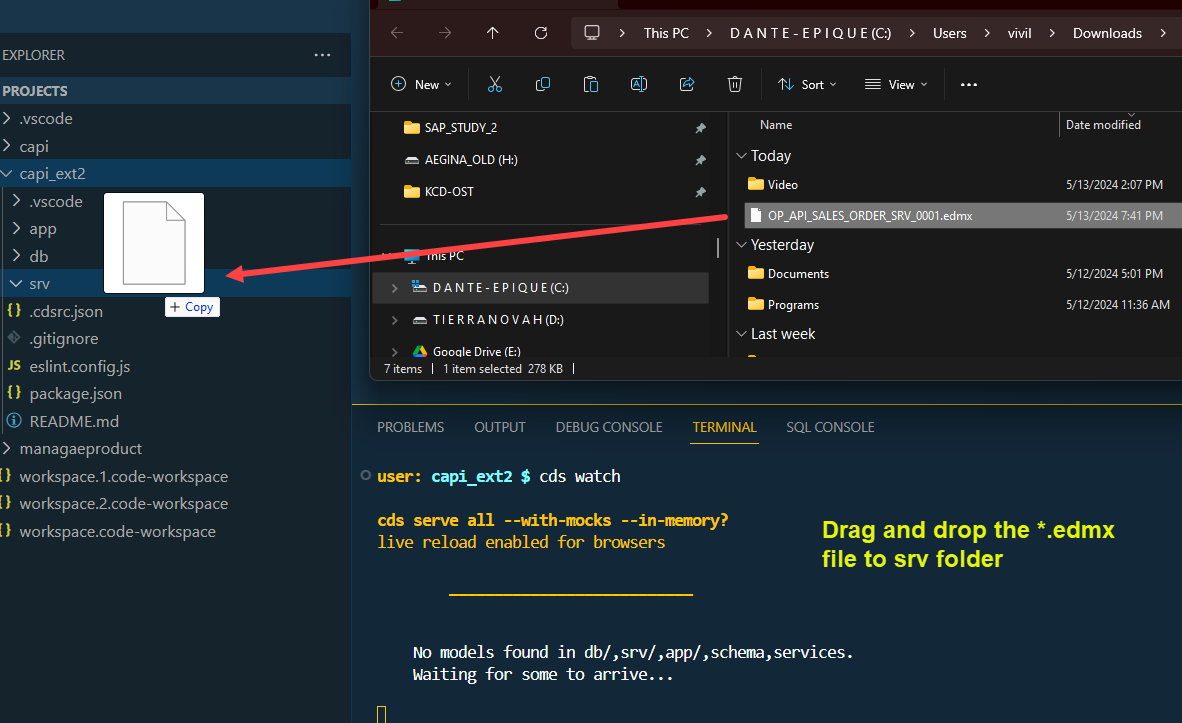 EXPLORER
PROJECTS
.vscode
capi
capi_ext2
.vscode
app
db
srv
{} .cdsrc.json
.gitignore
JS eslint.config.js
{} package.json
README.md
managaeproduct
{} workspace.1.code-workspace
{} workspace.2.code-workspace
{} workspace.code-workspace
+ Copy
This PC > D A N T E - E P I Q U E (C:) > Users > vivil > Downloads >
New
Sort
View
SAP_STUDY_2
AEGINA_OLD (H:)
KCD-OST
This PC
D A N T E - E P I Q U E (C:)
T I E R R A N O V A H (D:)
Google Drive (E:)
Name Date modified
Today
Video 5/13/2024 2:07 PM
OP_API_SALES_ORDER_SRV_0001.edmx 5/13/2024 7:41 PM
Yesterday
Documents 5/12/2024 5:01 PM
Programs 5/12/2024 11:36 AM
Last week
7 items | 1 item selected 278 KB |
PROBLEMS OUTPUT DEBUG CONSOLE TERMINAL SQL CONSOLE
user: capi_ext2 $ cds watch
cds serve all --with-mocks --in-memory?
live reload enabled for browsers
No models found in db/,srv/,app/,schema,services.
Waiting for some to arrive...
Drag and drop the *.edmx
file to srv folder